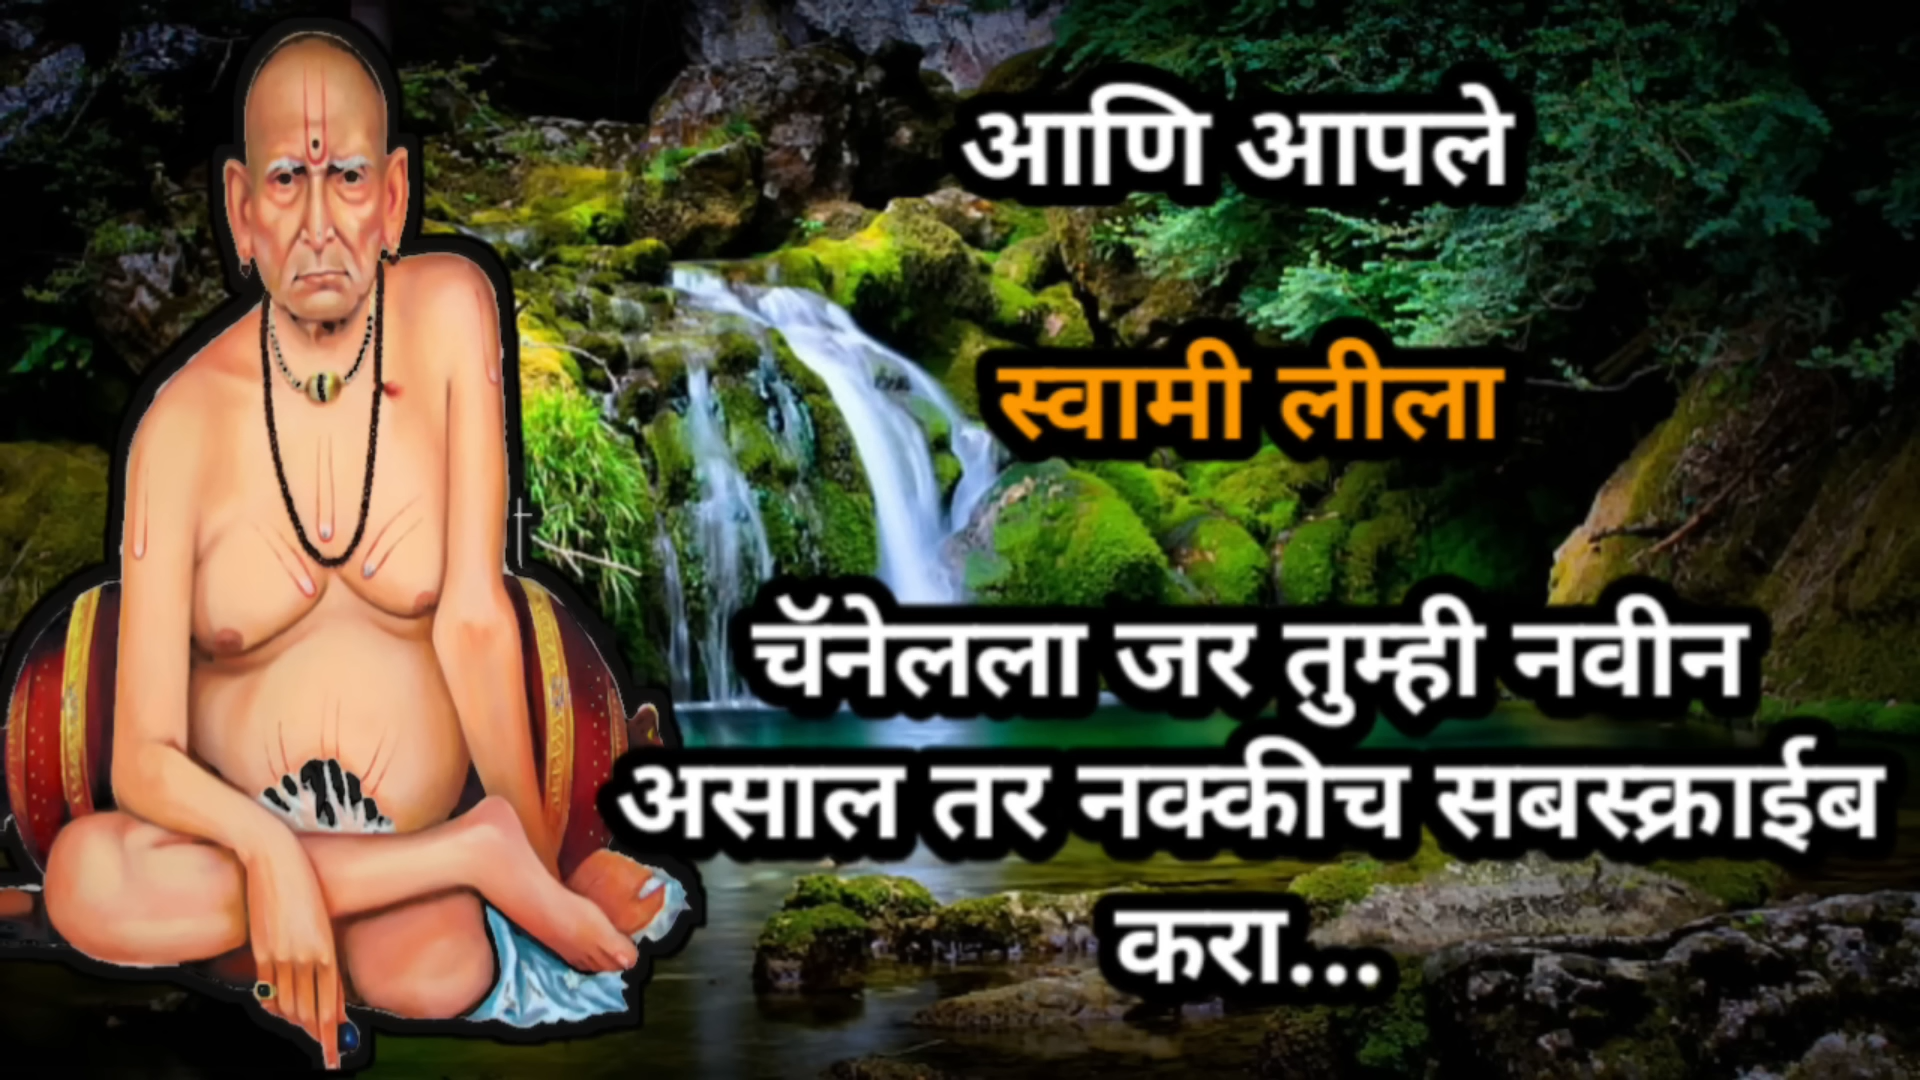 आणि आपले
स्वामी लीला
चॅनेलला जर तुम्ही नवीन
असाल तर नक्कीच सबस्क्राईब
करा...